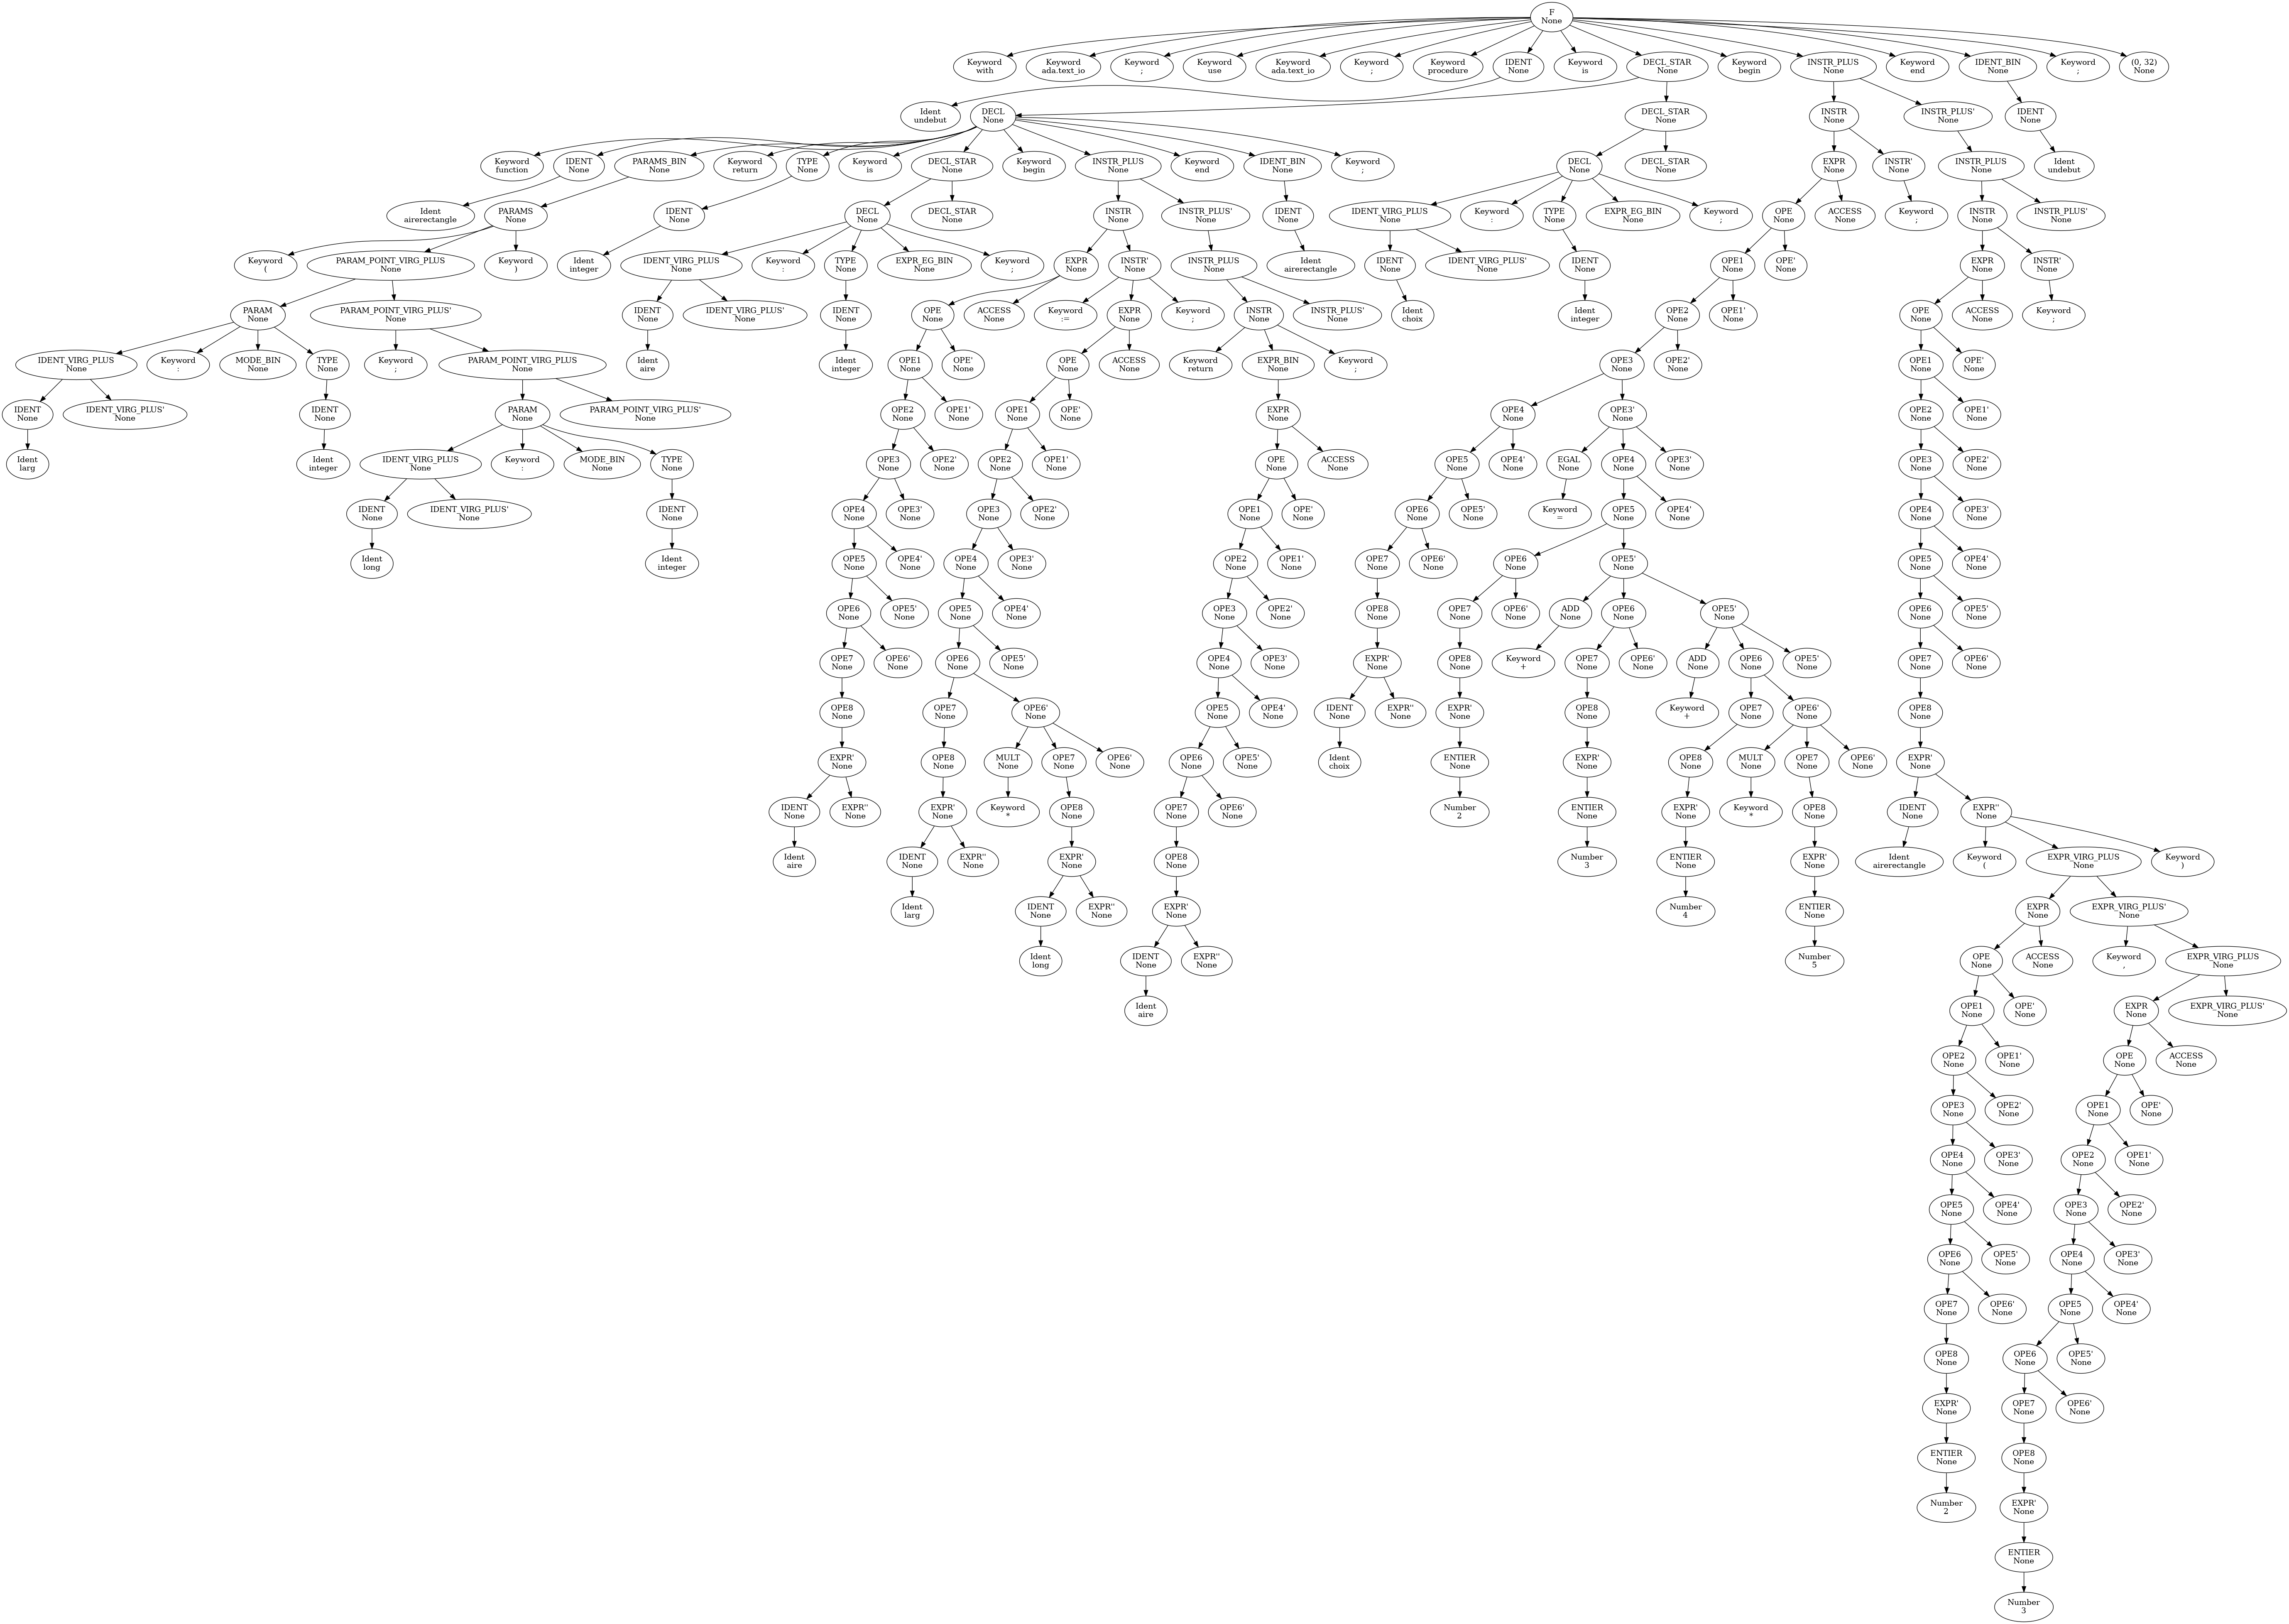 F
None
Keyword
with
Keyword
ada.text_io
Keyword
;
Keyword
use
Keyword
ada.text_io
Keyword
;
Keyword
procedure
IDENT
None
Keyword
is
DECL_STAR
None
Keyword
begin
INSTR_PLUS
None
Keyword
end
IDENT_BIN
None
Keyword
;
(0, 32)
None
Ident
undebut
DECL
None
DECL_STAR
None
INSTR
None
INSTR_PLUS'
None
IDENT
None
Keyword
function
IDENT
None
PARAMS_BIN
None
Keyword
return
TYPE
None
Keyword
is
DECL_STAR
None
Keyword
begin
INSTR_PLUS
None
Keyword
end
IDENT_BIN
None
Keyword
;
DECL
None
DECL_STAR
None
EXPR
None
INSTR'
None
INSTR_PLUS
None
Ident
undebut
Ident
airerectangle
PARAMS
None
IDENT
None
DECL
None
DECL_STAR
None
INSTR
None
INSTR_PLUS'
None
IDENT
None
IDENT_VIRG_PLUS
None
Keyword
:
TYPE
None
EXPR_EG_BIN
None
Keyword
;
OPE
None
ACCESS
None
Keyword
;
INSTR
None
INSTR_PLUS'
None
Keyword
(
PARAM_POINT_VIRG_PLUS
None
Keyword
)
Ident
integer
IDENT_VIRG_PLUS
None
Keyword
:
TYPE
None
EXPR_EG_BIN
None
Keyword
;
EXPR
None
INSTR'
None
INSTR_PLUS
None
Ident
airerectangle
IDENT
None
IDENT_VIRG_PLUS'
None
IDENT
None
OPE1
None
OPE'
None
EXPR
None
INSTR'
None
PARAM
None
PARAM_POINT_VIRG_PLUS'
None
IDENT
None
IDENT_VIRG_PLUS'
None
IDENT
None
OPE
None
ACCESS
None
Keyword
:=
EXPR
None
Keyword
;
INSTR
None
INSTR_PLUS'
None
Ident
choix
Ident
integer
OPE2
None
OPE1'
None
OPE
None
ACCESS
None
Keyword
;
IDENT_VIRG_PLUS
None
Keyword
:
MODE_BIN
None
TYPE
None
Keyword
;
PARAM_POINT_VIRG_PLUS
None
Ident
aire
Ident
integer
OPE1
None
OPE'
None
OPE
None
ACCESS
None
Keyword
return
EXPR_BIN
None
Keyword
;
OPE3
None
OPE2'
None
OPE1
None
OPE'
None
IDENT
None
IDENT_VIRG_PLUS'
None
IDENT
None
PARAM
None
PARAM_POINT_VIRG_PLUS'
None
OPE2
None
OPE1'
None
OPE1
None
OPE'
None
EXPR
None
OPE4
None
OPE3'
None
OPE2
None
OPE1'
None
Ident
larg
Ident
integer
IDENT_VIRG_PLUS
None
Keyword
:
MODE_BIN
None
TYPE
None
OPE3
None
OPE2'
None
OPE2
None
OPE1'
None
OPE
None
ACCESS
None
OPE5
None
OPE4'
None
EGAL
None
OPE4
None
OPE3'
None
OPE3
None
OPE2'
None
IDENT
None
IDENT_VIRG_PLUS'
None
IDENT
None
OPE4
None
OPE3'
None
OPE3
None
OPE2'
None
OPE1
None
OPE'
None
OPE6
None
OPE5'
None
Keyword
=
OPE5
None
OPE4'
None
OPE4
None
OPE3'
None
Ident
long
Ident
integer
OPE5
None
OPE4'
None
OPE4
None
OPE3'
None
OPE2
None
OPE1'
None
OPE7
None
OPE6'
None
OPE6
None
OPE5'
None
OPE5
None
OPE4'
None
OPE6
None
OPE5'
None
OPE5
None
OPE4'
None
OPE3
None
OPE2'
None
OPE8
None
OPE7
None
OPE6'
None
ADD
None
OPE6
None
OPE5'
None
OPE6
None
OPE5'
None
OPE7
None
OPE6'
None
OPE6
None
OPE5'
None
OPE4
None
OPE3'
None
EXPR'
None
OPE8
None
Keyword
+
OPE7
None
OPE6'
None
ADD
None
OPE6
None
OPE5'
None
OPE7
None
OPE6'
None
OPE8
None
OPE7
None
OPE6'
None
OPE5
None
OPE4'
None
IDENT
None
EXPR''
None
EXPR'
None
OPE8
None
Keyword
+
OPE7
None
OPE6'
None
OPE8
None
EXPR'
None
OPE8
None
MULT
None
OPE7
None
OPE6'
None
OPE6
None
OPE5'
None
Ident
choix
ENTIER
None
EXPR'
None
OPE8
None
MULT
None
OPE7
None
OPE6'
None
EXPR'
None
IDENT
None
EXPR''
None
EXPR'
None
Keyword
*
OPE8
None
OPE7
None
OPE6'
None
Number
2
ENTIER
None
EXPR'
None
Keyword
*
OPE8
None
IDENT
None
EXPR''
None
Ident
aire
IDENT
None
EXPR''
None
EXPR'
None
OPE8
None
Number
3
ENTIER
None
EXPR'
None
Ident
airerectangle
Keyword
(
EXPR_VIRG_PLUS
None
Keyword
)
Ident
larg
IDENT
None
EXPR''
None
EXPR'
None
Number
4
ENTIER
None
EXPR
None
EXPR_VIRG_PLUS'
None
Ident
long
IDENT
None
EXPR''
None
Number
5
OPE
None
ACCESS
None
Keyword
,
EXPR_VIRG_PLUS
None
Ident
aire
OPE1
None
OPE'
None
EXPR
None
EXPR_VIRG_PLUS'
None
OPE2
None
OPE1'
None
OPE
None
ACCESS
None
OPE3
None
OPE2'
None
OPE1
None
OPE'
None
OPE4
None
OPE3'
None
OPE2
None
OPE1'
None
OPE5
None
OPE4'
None
OPE3
None
OPE2'
None
OPE6
None
OPE5'
None
OPE4
None
OPE3'
None
OPE7
None
OPE6'
None
OPE5
None
OPE4'
None
OPE8
None
OPE6
None
OPE5'
None
EXPR'
None
OPE7
None
OPE6'
None
ENTIER
None
OPE8
None
Number
2
EXPR'
None
ENTIER
None
Number
3